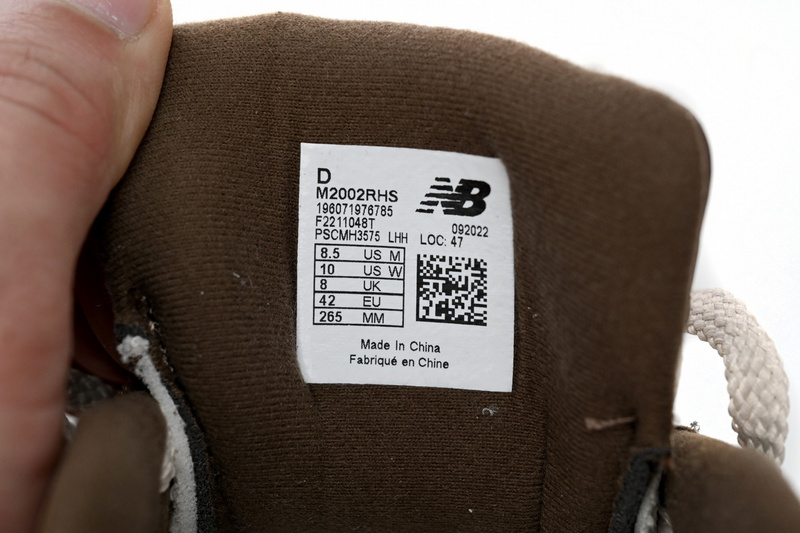 D
M2002RHS
196071976785
F2211048T
PSCMH3575 LHH
NB
092022
LOC: 47
8.5 US M
10 US W
8 UK
42 EU
265 MM
Made In China
Fabriqué en Chine